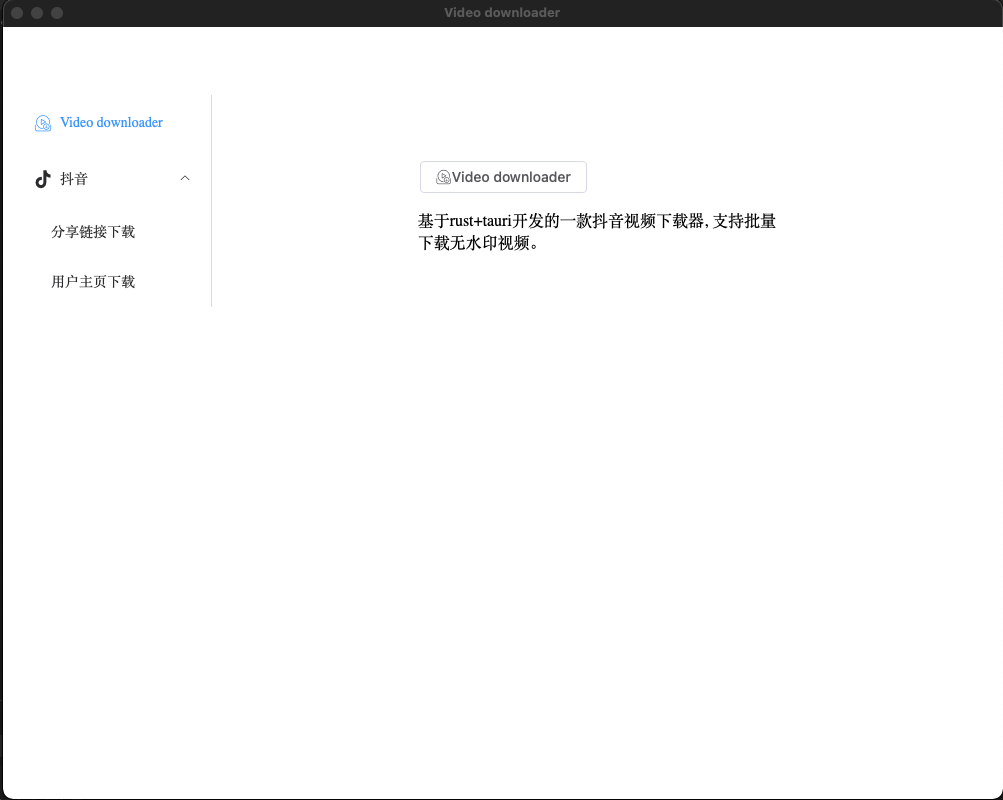 Video downloader
Video downloader
抖音
分享链接下载
用户主页下载
Video downloader
基于rust+tauri开发的一款抖音视频下载器, 支持批量
下载无水印视频。